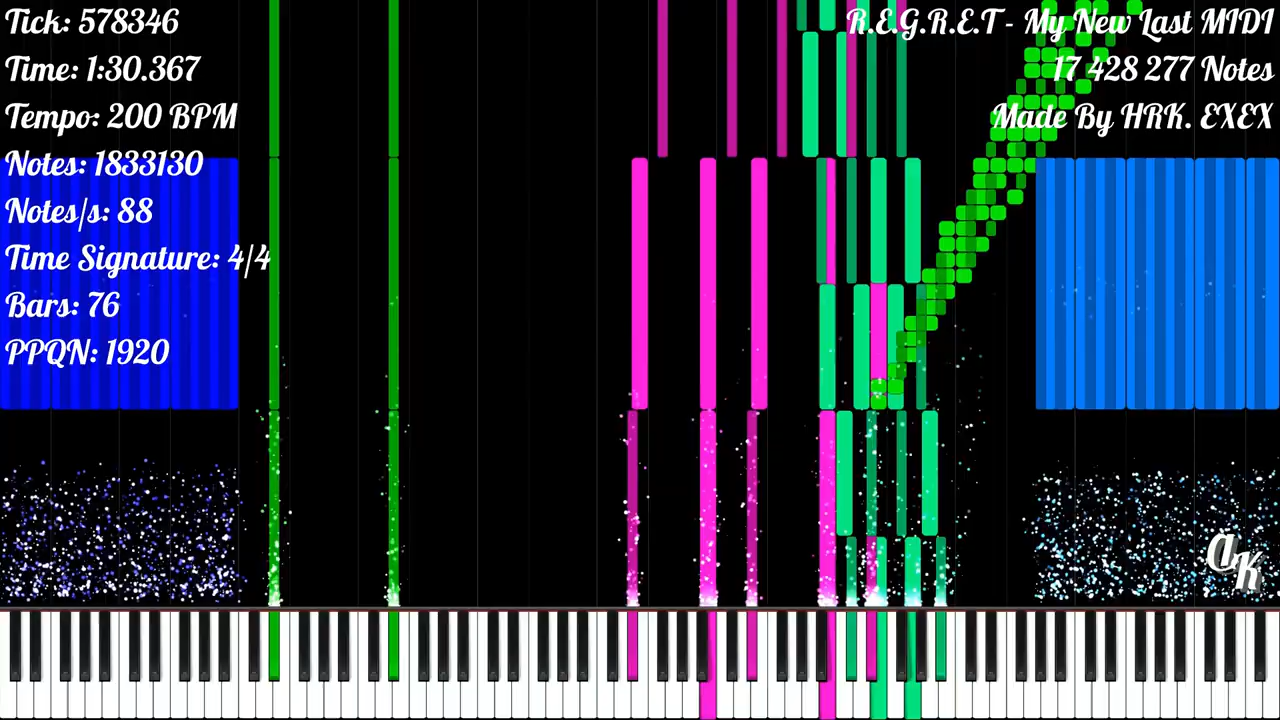 Tick: 578346
Time: 1:30.367
Tempo: 200 BPM
Notes: 1833130
Notes/s: 88
Time Signature: 4/4
Bars: 76
PPQN: 1920
R.E.G.R.E.T - My New Last MIDI
17 428 277 Notes
Made By HRK. EXEX
aK